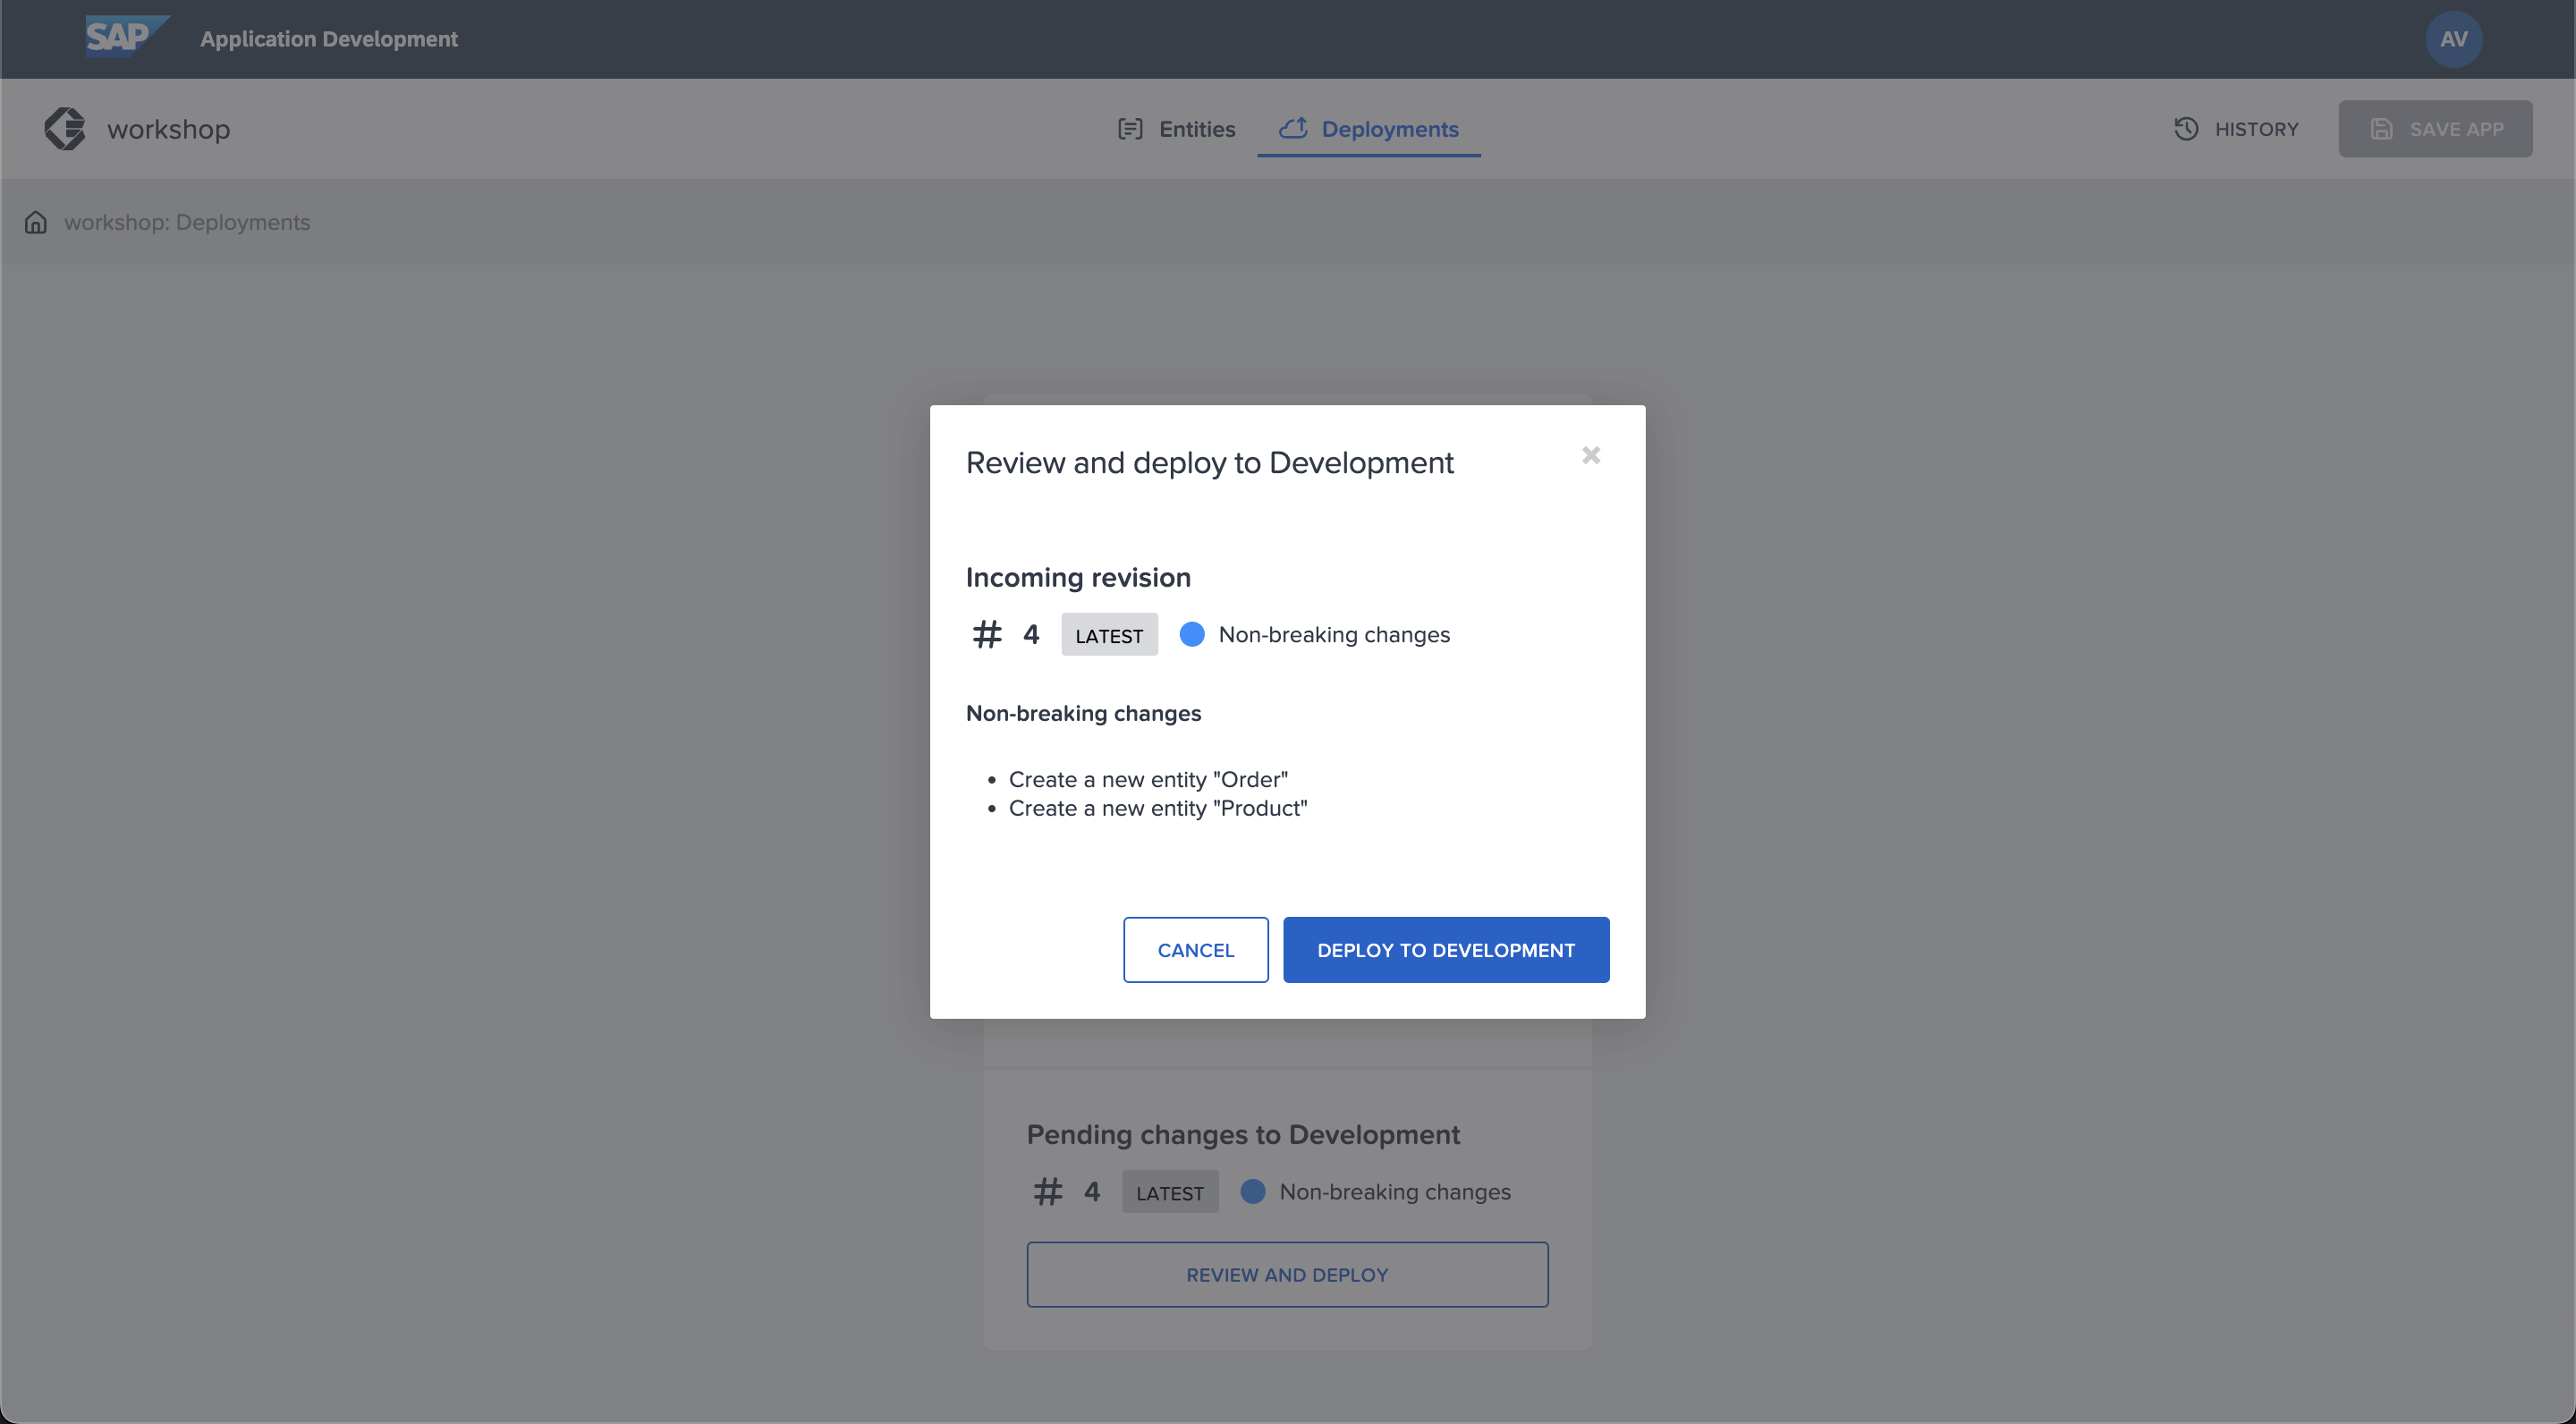 SAP
Application Development
AV
workshop
Entities
Deployments
HISTORY
SAVE APP
workshop: Deployments
Review and deploy to Development
Incoming revision
# 4 LATEST Non-breaking changes
Non-breaking changes
• Create a new entity "Order"
• Create a new entity "Product"
CANCEL
DEPLOY TO DEVELOPMENT
Pending changes to Development
# 4 LATEST Non-breaking changes
REVIEW AND DEPLOY